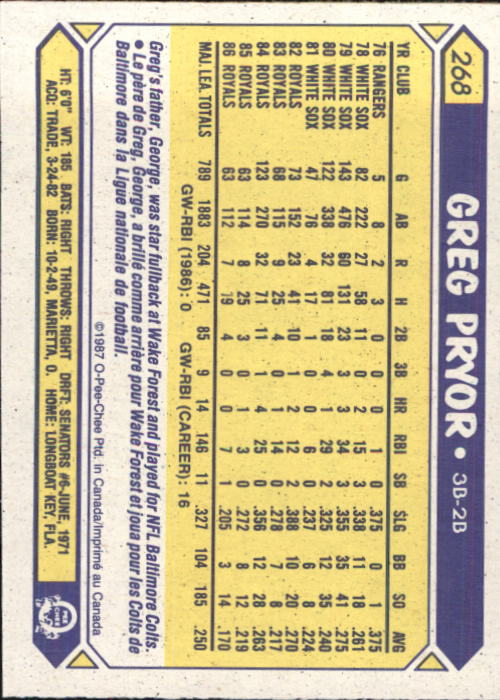 268
GREG PRYOR • 3B-2B
YR CLUB G AB R H 2B 3B HR RBI SB SLG BB SO AVG
76 RANGERS 5 8 2 3 0 0 0 1 0 .375 0 1 .375
78 WHITE SOX 82 222 27 58 11 0 2 15 3 .338 11 18 .261
79 WHITE SOX 143 476 60 131 23 3 3 34 3 .355 35 41 .275
80 WHITE SOX 122 338 32 81 18 4 1 29 2 .325 12 35 .240
81 WHITE SOX 47 76 4 17 1 0 0 6 0 .237 6 8 .224
82 ROYALS 73 152 23 41 10 1 2 12 2 .388 10 20 .270
83 ROYALS 68 115 9 25 4 0 1 14 0 .278 7 8 .217
84 ROYALS 123 270 32 71 11 1 4 25 0 .356 12 28 .263
85 ROYALS 63 114 8 25 3 0 1 3 0 .272 8 12 .219
86 ROYALS 63 112 7 19 4 0 0 7 1 .205 3 14 .170
MAJ. LEA. TOTALS 789 1883 204 471 85 9 14 146 11 .327 104 185 .250
GW-RBI (1986): 0 GW-RBI (CAREER): 16
Greg's father, George, was star fullback at Wake Forest and played for NFL Baltimore Colts.
• Le père de Greg, George, a brillé comme arrière pour Wake Forest et joua pour les Colts de
Baltimore dans la Ligue nationale de football.
©1987 O-Pee-Chee Ptd. in Canada/Imprimé au Canada
HT: 6'0" WT: 185 BATS: RIGHT THROWS: RIGHT DRFT: SENATORS #6-JUNE, 1971
ACQ: TRADE, 3-24-82 BORN: 10-2-49, MARIETTA, O. HOME: LONGBOAT KEY, FLA.
O PEE CHEE